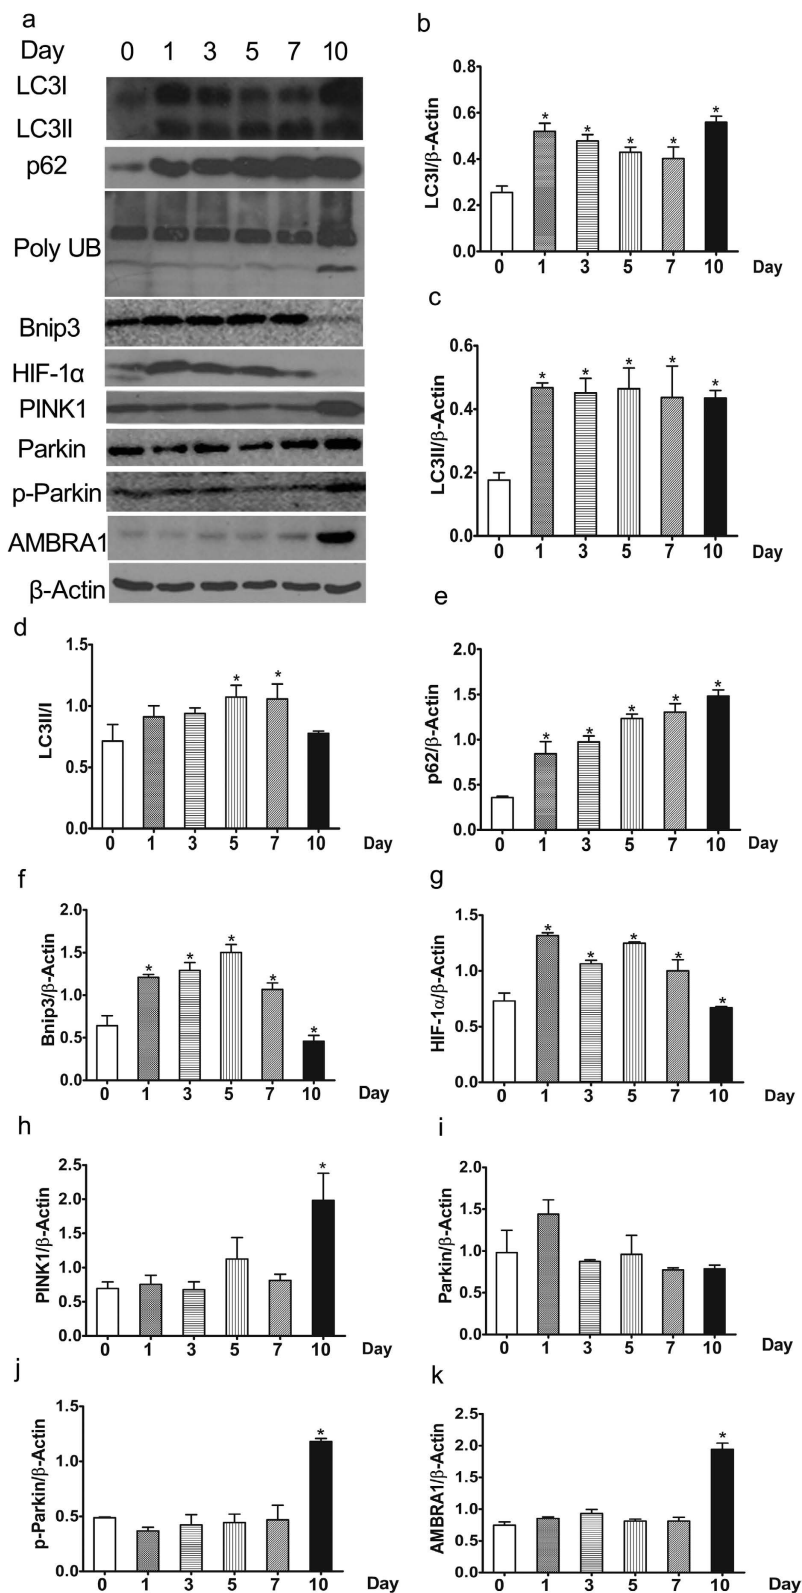 a
Day 0 1 3 5 7 10
LC3I
LC3II
p62
Poly UB
Bnip3
HIF-1α
PINK1
Parkin
p-Parkin
AMBRA1
β-Actin
b
LC3I/β-Actin
0.8
0.6
0.4
0.2
0.0
* * * * *
0 1 3 5 7 10 Day
c
LC3II/β-Actin
0.6
0.4
0.2
0.0
* * * * *
0 1 3 5 7 10 Day
d
LC3II/I
1.5
1.0
0.5
0.0
* *
0 1 3 5 7 10 Day
e
p62/β-Actin
2.0
1.5
1.0
0.5
0.0
* * * * *
0 1 3 5 7 10 Day
f
Bnip3/β-Actin
2.0
1.5
1.0
0.5
0.0
* * * * *
0 1 3 5 7 10 Day
g
HIF-1α/β-Actin
1.5
1.0
0.5
0.0
* * * * *
0 1 3 5 7 10 Day
h
PINK1/β-Actin
2.5
2.0
1.5
1.0
0.5
0.0
*
0 1 3 5 7 10 Day
i
Parkin/β-Actin
2.0
1.5
1.0
0.5
0.0
0 1 3 5 7 10 Day
j
p-Parkin/β-Actin
1.5
1.0
0.5
0.0
*
0 1 3 5 7 10 Day
k
AMBRA1/β-Actin
2.5
2.0
1.5
1.0
0.5
0.0
*
0 1 3 5 7 10 Day